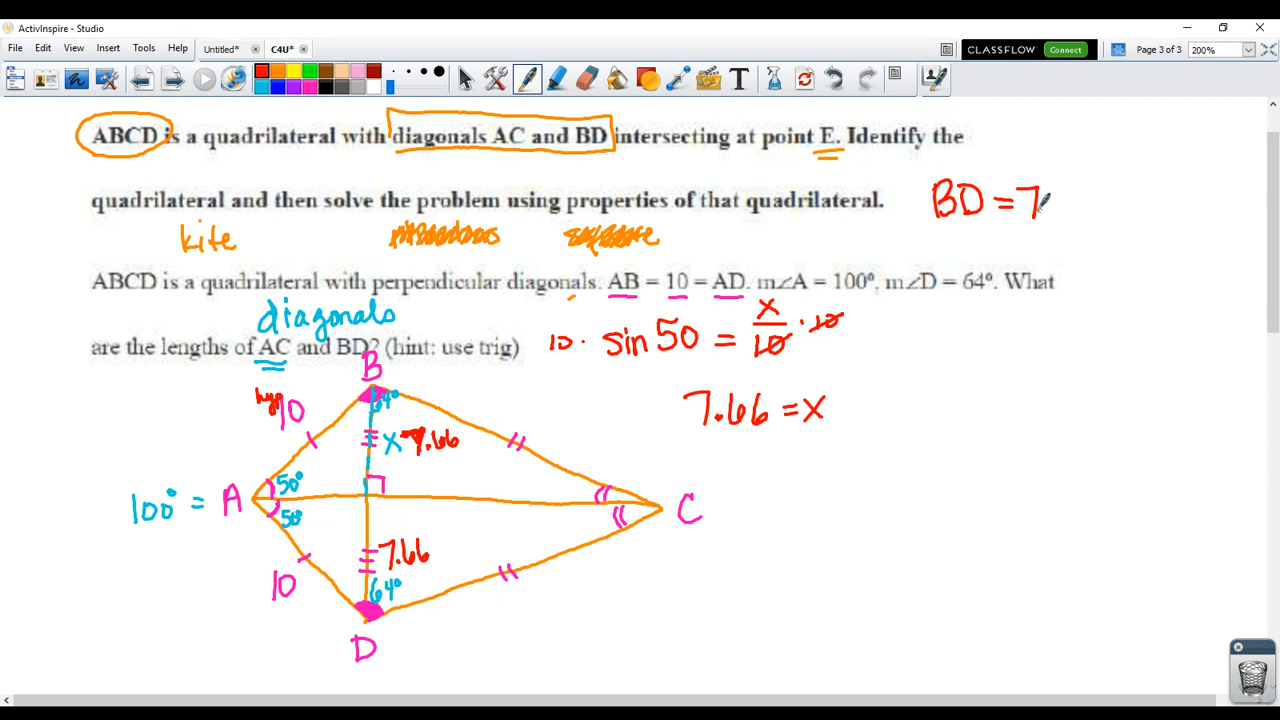 ActivInspire - Studio
File Edit View Insert Tools Help Untitled* C4U* CLASSFLOW Connect Page 3 of 3 200%
ABCD is a quadrilateral with diagonals AC and BD intersecting at point E. Identify the
quadrilateral and then solve the problem using properties of that quadrilateral.
BD = 7
kite
ABCD is a quadrilateral with perpendicular diagonals. AB = 10 = AD. m∠A = 100º, m∠D = 64º. What
diagonals
are the lengths of AC and BD? (hint: use trig)
10 · sin 50 = x/10 · 10
7.66 = x
B
hyp
10
64°
x 7.66
50°
100° = A
50°
C
7.66
10
64°
D